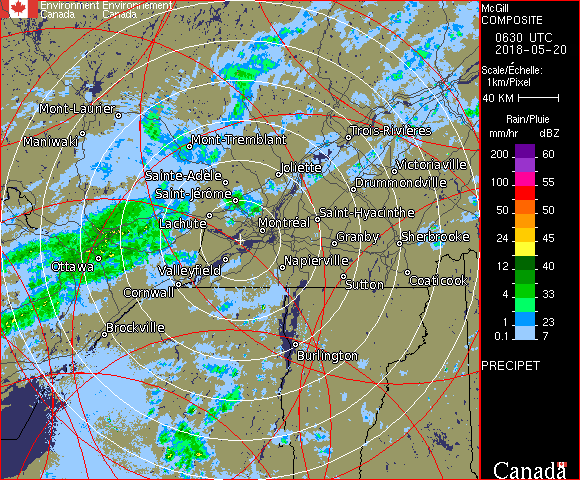 Environment Environnement
Canada Canada
Mont-Laurier
Maniwaki
Mont-Tremblant
Trois-Rivières
Joliette
Victoriaville
Sainte-Adèle
Drummondville
Saint-Jérôme
Saint-Hyacinthe
Lachute
Montréal
Granby
Sherbrooke
Ottawa
Valleyfield
Napierville
Cornwall
Sutton
Coaticook
Brockville
Burlington
McGill
COMPOSITE
0630 UTC
2018-05-20
Scale/Échelle:
1km/Pixel
40 KM
Rain/Pluie
mm/hr dBZ
200 60
100 55
50 50
24 45
12 40
4 33
1 23
0.1 7
PRECIPET
Canada